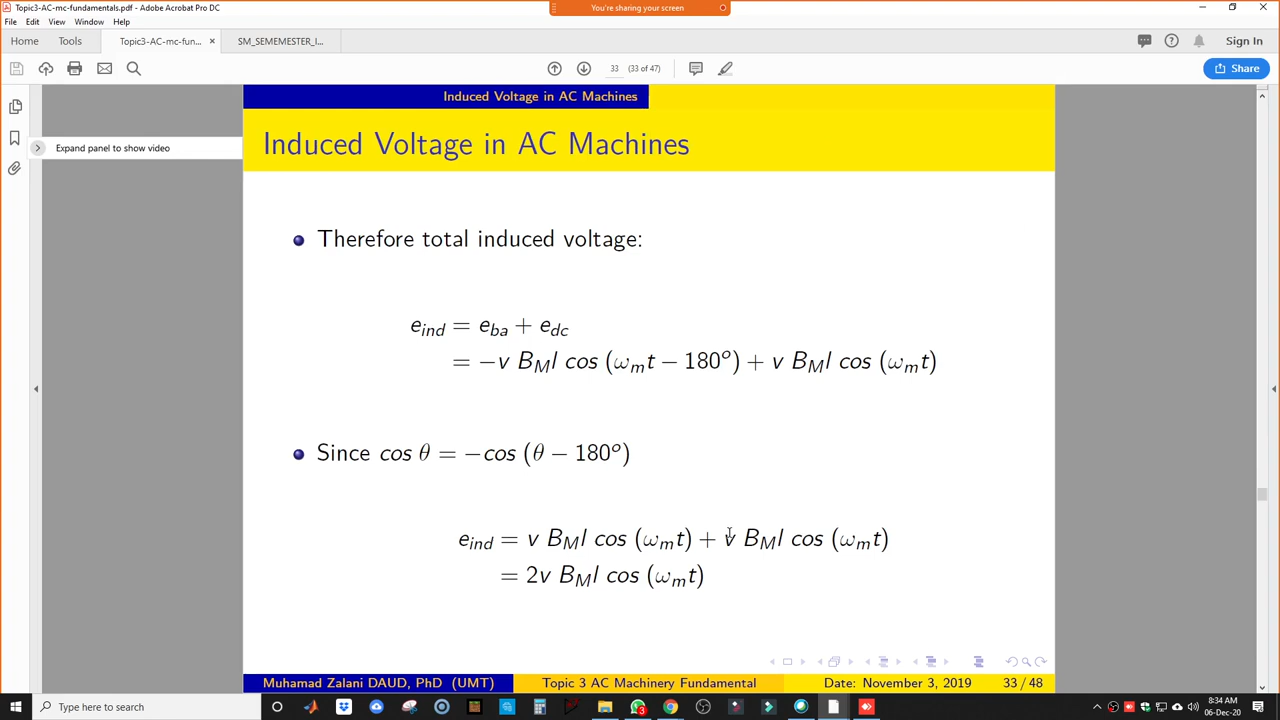 Topic3-AC-mc-fundamentals.pdf - Adobe Acrobat Pro DC
You're sharing your screen
File Edit View Window Help
Home Tools Topic3-AC-mc-fun... × SM_SEMEMESTER_I... Sign In
33 (33 of 47) Share
Expand panel to show video
Induced Voltage in AC Machines
Induced Voltage in AC Machines
Therefore total induced voltage:
e_ind = e_ba + e_dc
= −v B_M l cos (ω_m t − 180°) + v B_M l cos (ω_m t)
Since cos θ = −cos (θ − 180°)
e_ind = v B_M l cos (ω_m t) + v B_M l cos (ω_m t)
= 2v B_M l cos (ω_m t)
Muhamad Zalani DAUD, PhD (UMT) Topic 3 AC Machinery Fundamental Date: November 3, 2019 33 / 48
Type here to search
3
8:34 AM
06-Dec-20